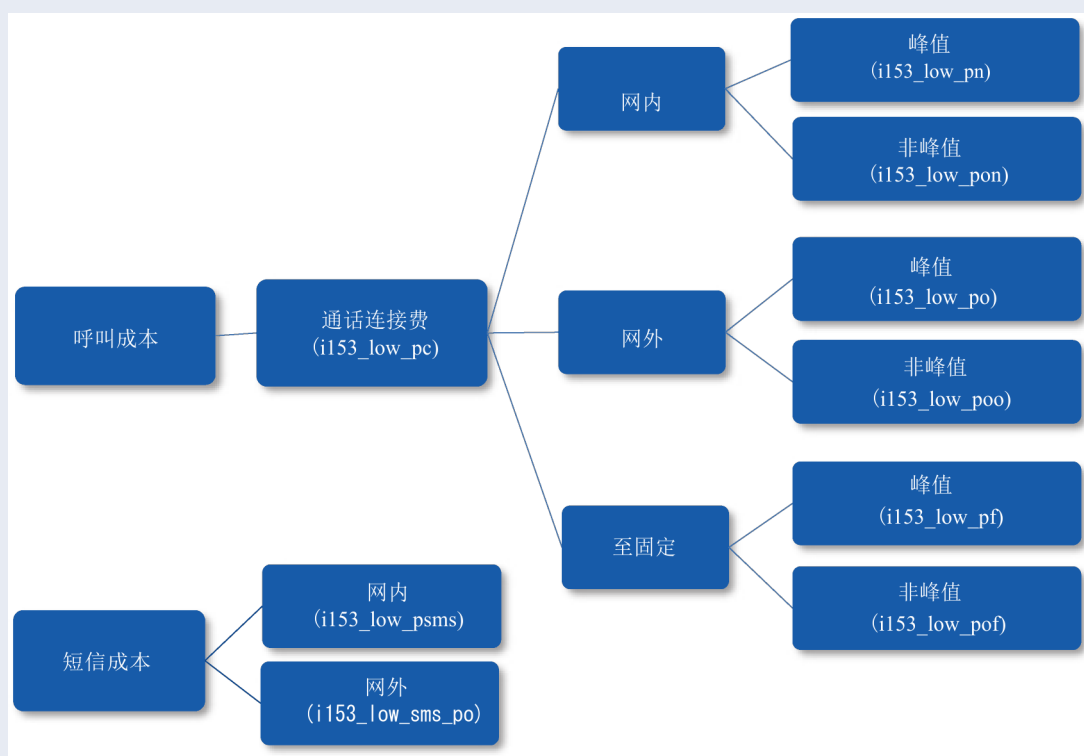 呼叫成本
通话连接费
(i153_low_pc)
网内
峰值
(i153_low_pn)
非峰值
(i153_low_pon)
网外
峰值
(i153_low_po)
非峰值
(i153_low_poo)
至固定
峰值
(i153_low_pf)
非峰值
(i153_low_pof)
短信成本
网内
(i153_low_psms)
网外
(i153_low_sms_po)